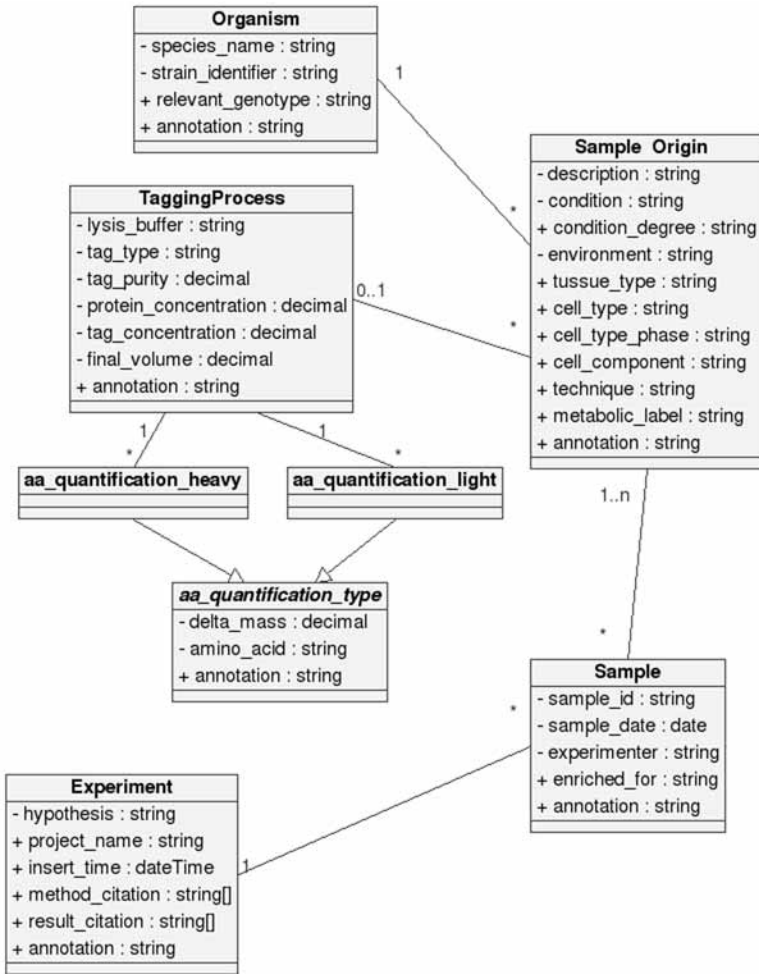 Organism
- species_name : string
- strain_identifier : string
+ relevant_genotype : string
+ annotation : string
1
*
Sample Origin
- description : string
- condition : string
+ condition_degree : string
- environment : string
+ tussue_type : string
+ cell_type : string
+ cell_type_phase : string
+ cell_component : string
+ technique : string
+ metabolic_label : string
+ annotation : string
TaggingProcess
- lysis_buffer : string
- tag_type : string
- tag_purity : decimal
- protein_concentration : decimal
- tag_concentration : decimal
- final_volume : decimal
+ annotation : string
0..1
*
1
*
1
*
aa_quantification_heavy
aa_quantification_light
1..n
*
aa_quantification_type
- delta_mass : decimal
- amino_acid : string
+ annotation : string
Sample
- sample_id : string
- sample_date : date
- experimenter : string
+ enriched_for : string
+ annotation : string
*
1
Experiment
- hypothesis : string
+ project_name : string
+ insert_time : dateTime
+ method_citation : string[]
+ result_citation : string[]
+ annotation : string